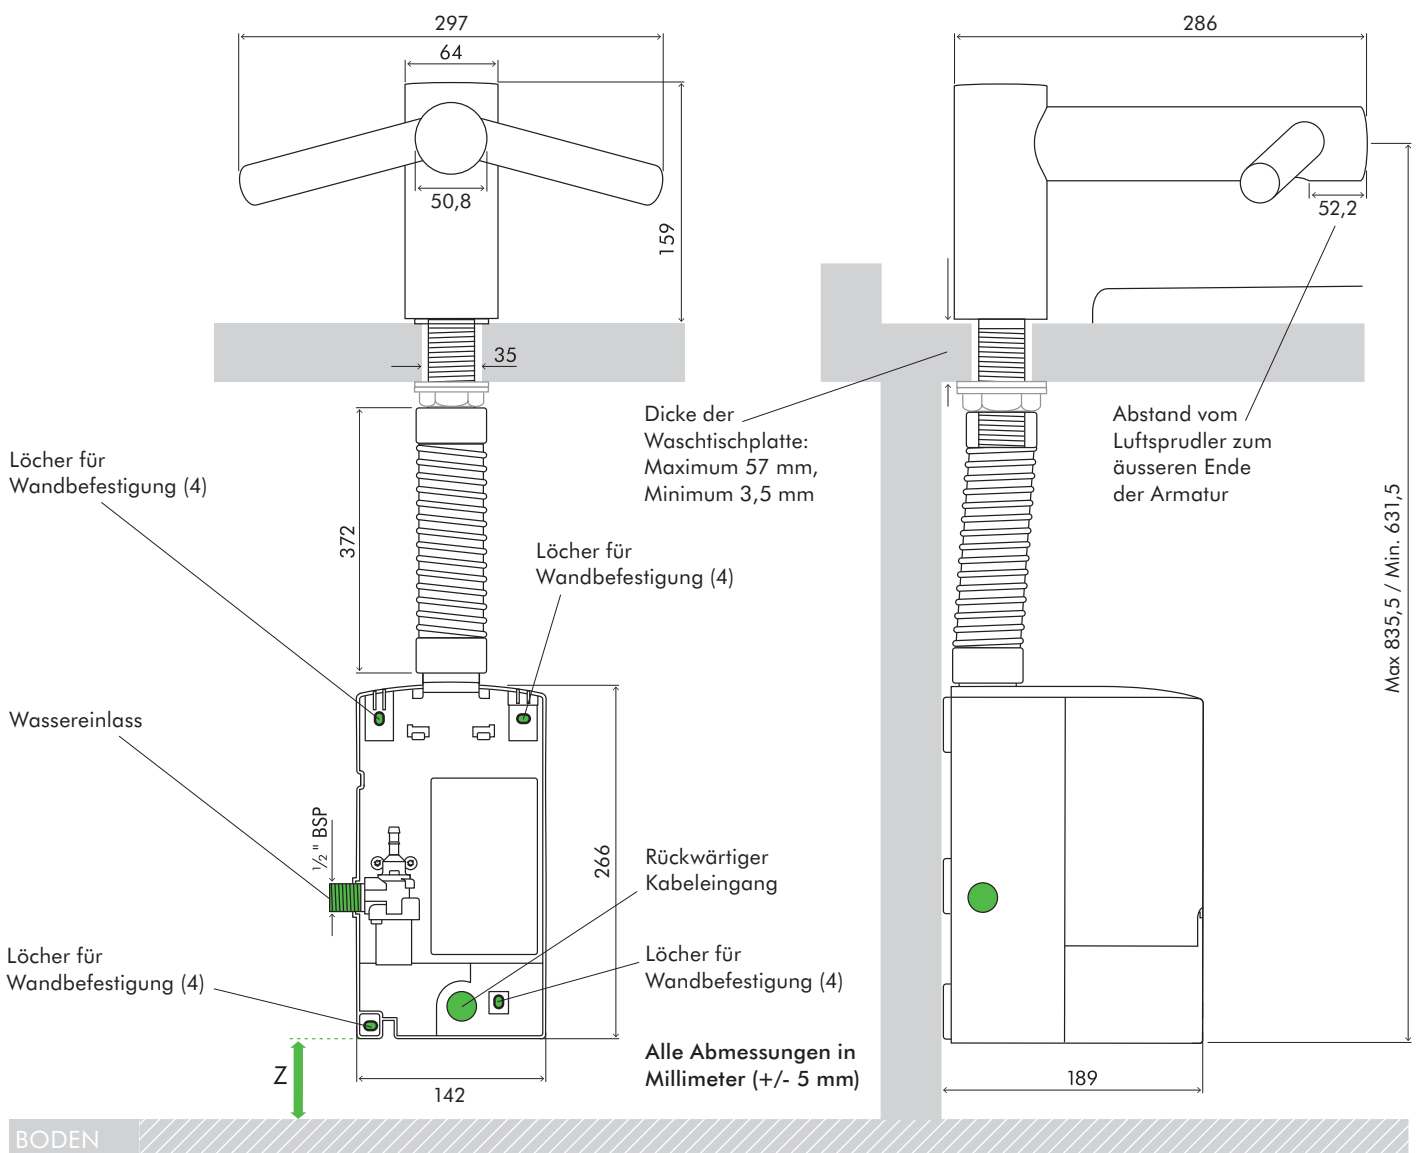 297
64
50,8
159
286
52,2
35
Dicke der
Waschtischplatte:
Maximum 57 mm,
Minimum 3,5 mm
Abstand vom
Luftsprudler zum
äusseren Ende
der Armatur
Löcher für
Wandbefestigung (4)
372
Löcher für
Wandbefestigung (4)
Max 835,5 / Min. 631,5
Wassereinlass
1/2 " BSP
266
Rückwärtiger
Kabeleingang
Löcher für
Wandbefestigung (4)
Löcher für
Wandbefestigung (4)
Alle Abmessungen in
Millimeter (+/- 5 mm)
Z
142
189
BODEN